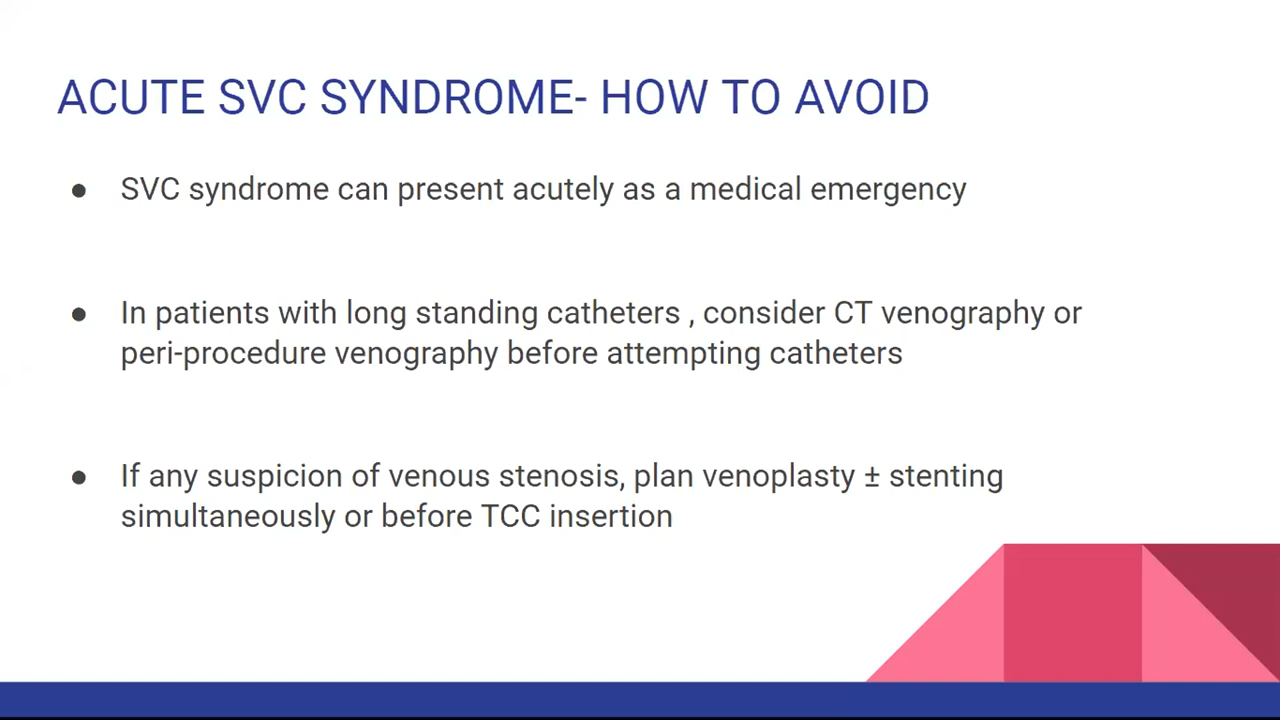 ACUTE SVC SYNDROME- HOW TO AVOID
● SVC syndrome can present acutely as a medical emergency
● In patients with long standing catheters , consider CT venography or
peri-procedure venography before attempting catheters
● If any suspicion of venous stenosis, plan venoplasty ± stenting
simultaneously or before TCC insertion